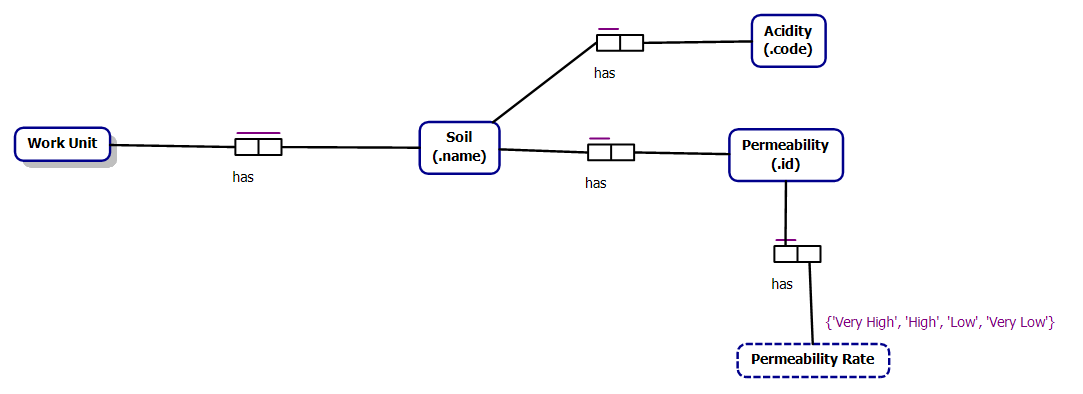 Acidity
(.code)
has
Work Unit
has
Soil
(.name)
has
Permeability
(.id)
has
{'Very High', 'High', 'Low', 'Very Low'}
Permeability Rate